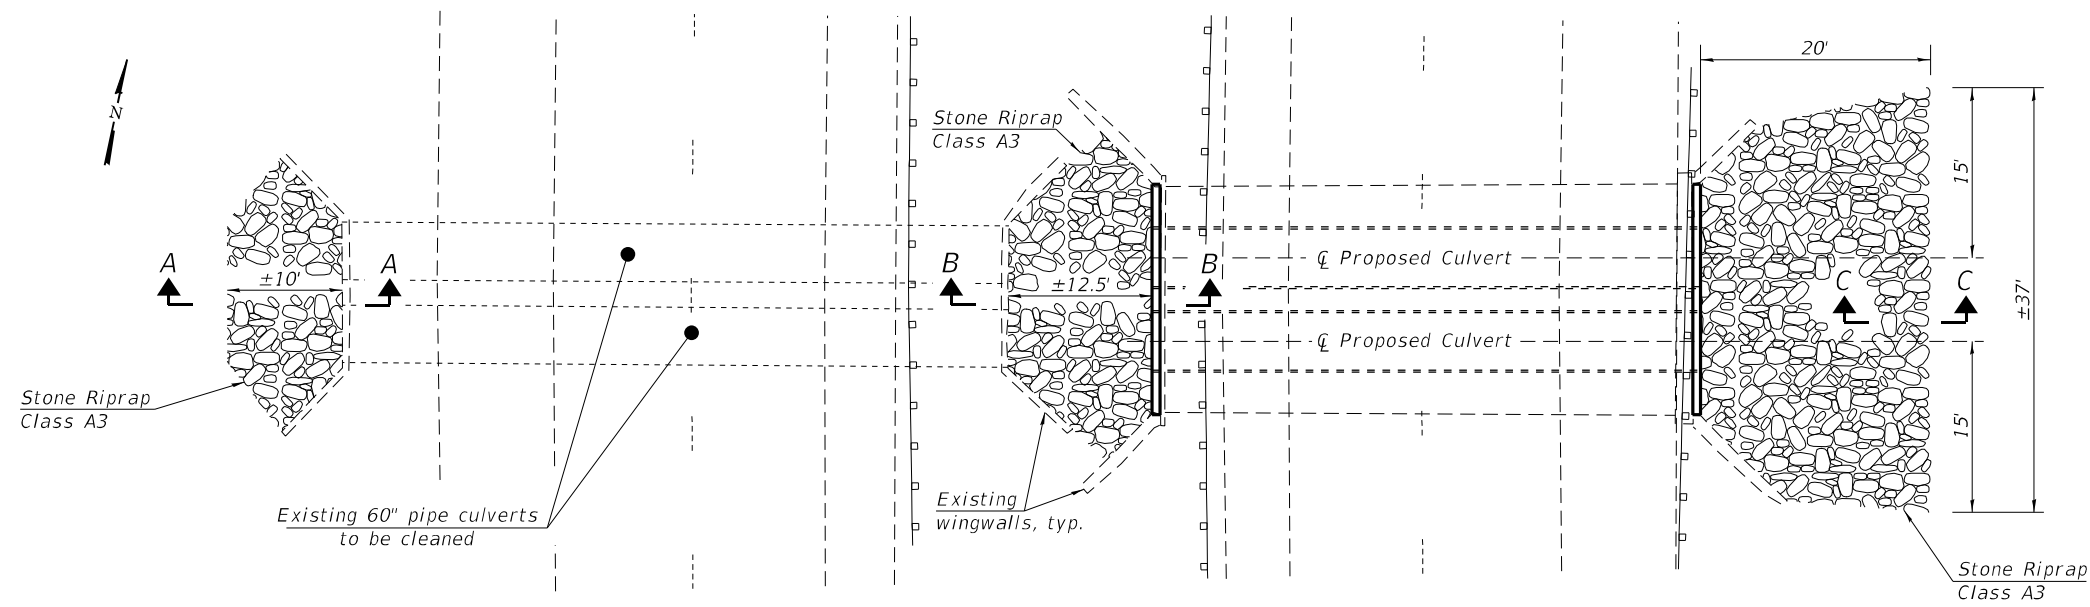 N
Stone Riprap
Class A3
A
A
±10'
Existing 60" pipe culverts
to be cleaned
Stone Riprap
Class A3
B
B
±12.5'
Existing
wingwalls, typ.
℄ Proposed Culvert
℄ Proposed Culvert
20'
15'
15'
±37'
C
C
Stone Riprap
Class A3